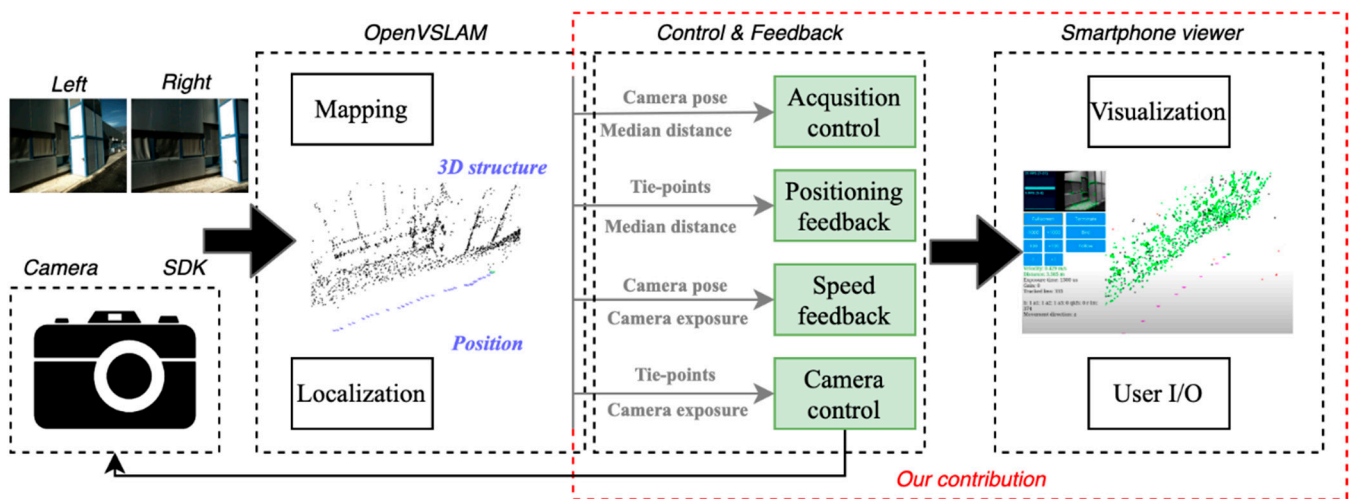 OpenVSLAM
Control & Feedback
Smartphone viewer
Left
Right
Mapping
3D structure
Position
Localization
Camera
SDK
Camera pose
Median distance
Acqusition
control
Tie-points
Median distance
Positioning
feedback
Camera pose
Camera exposure
Speed
feedback
Tie-points
Camera exposure
Camera
control
Visualization
User I/O
Our contribution